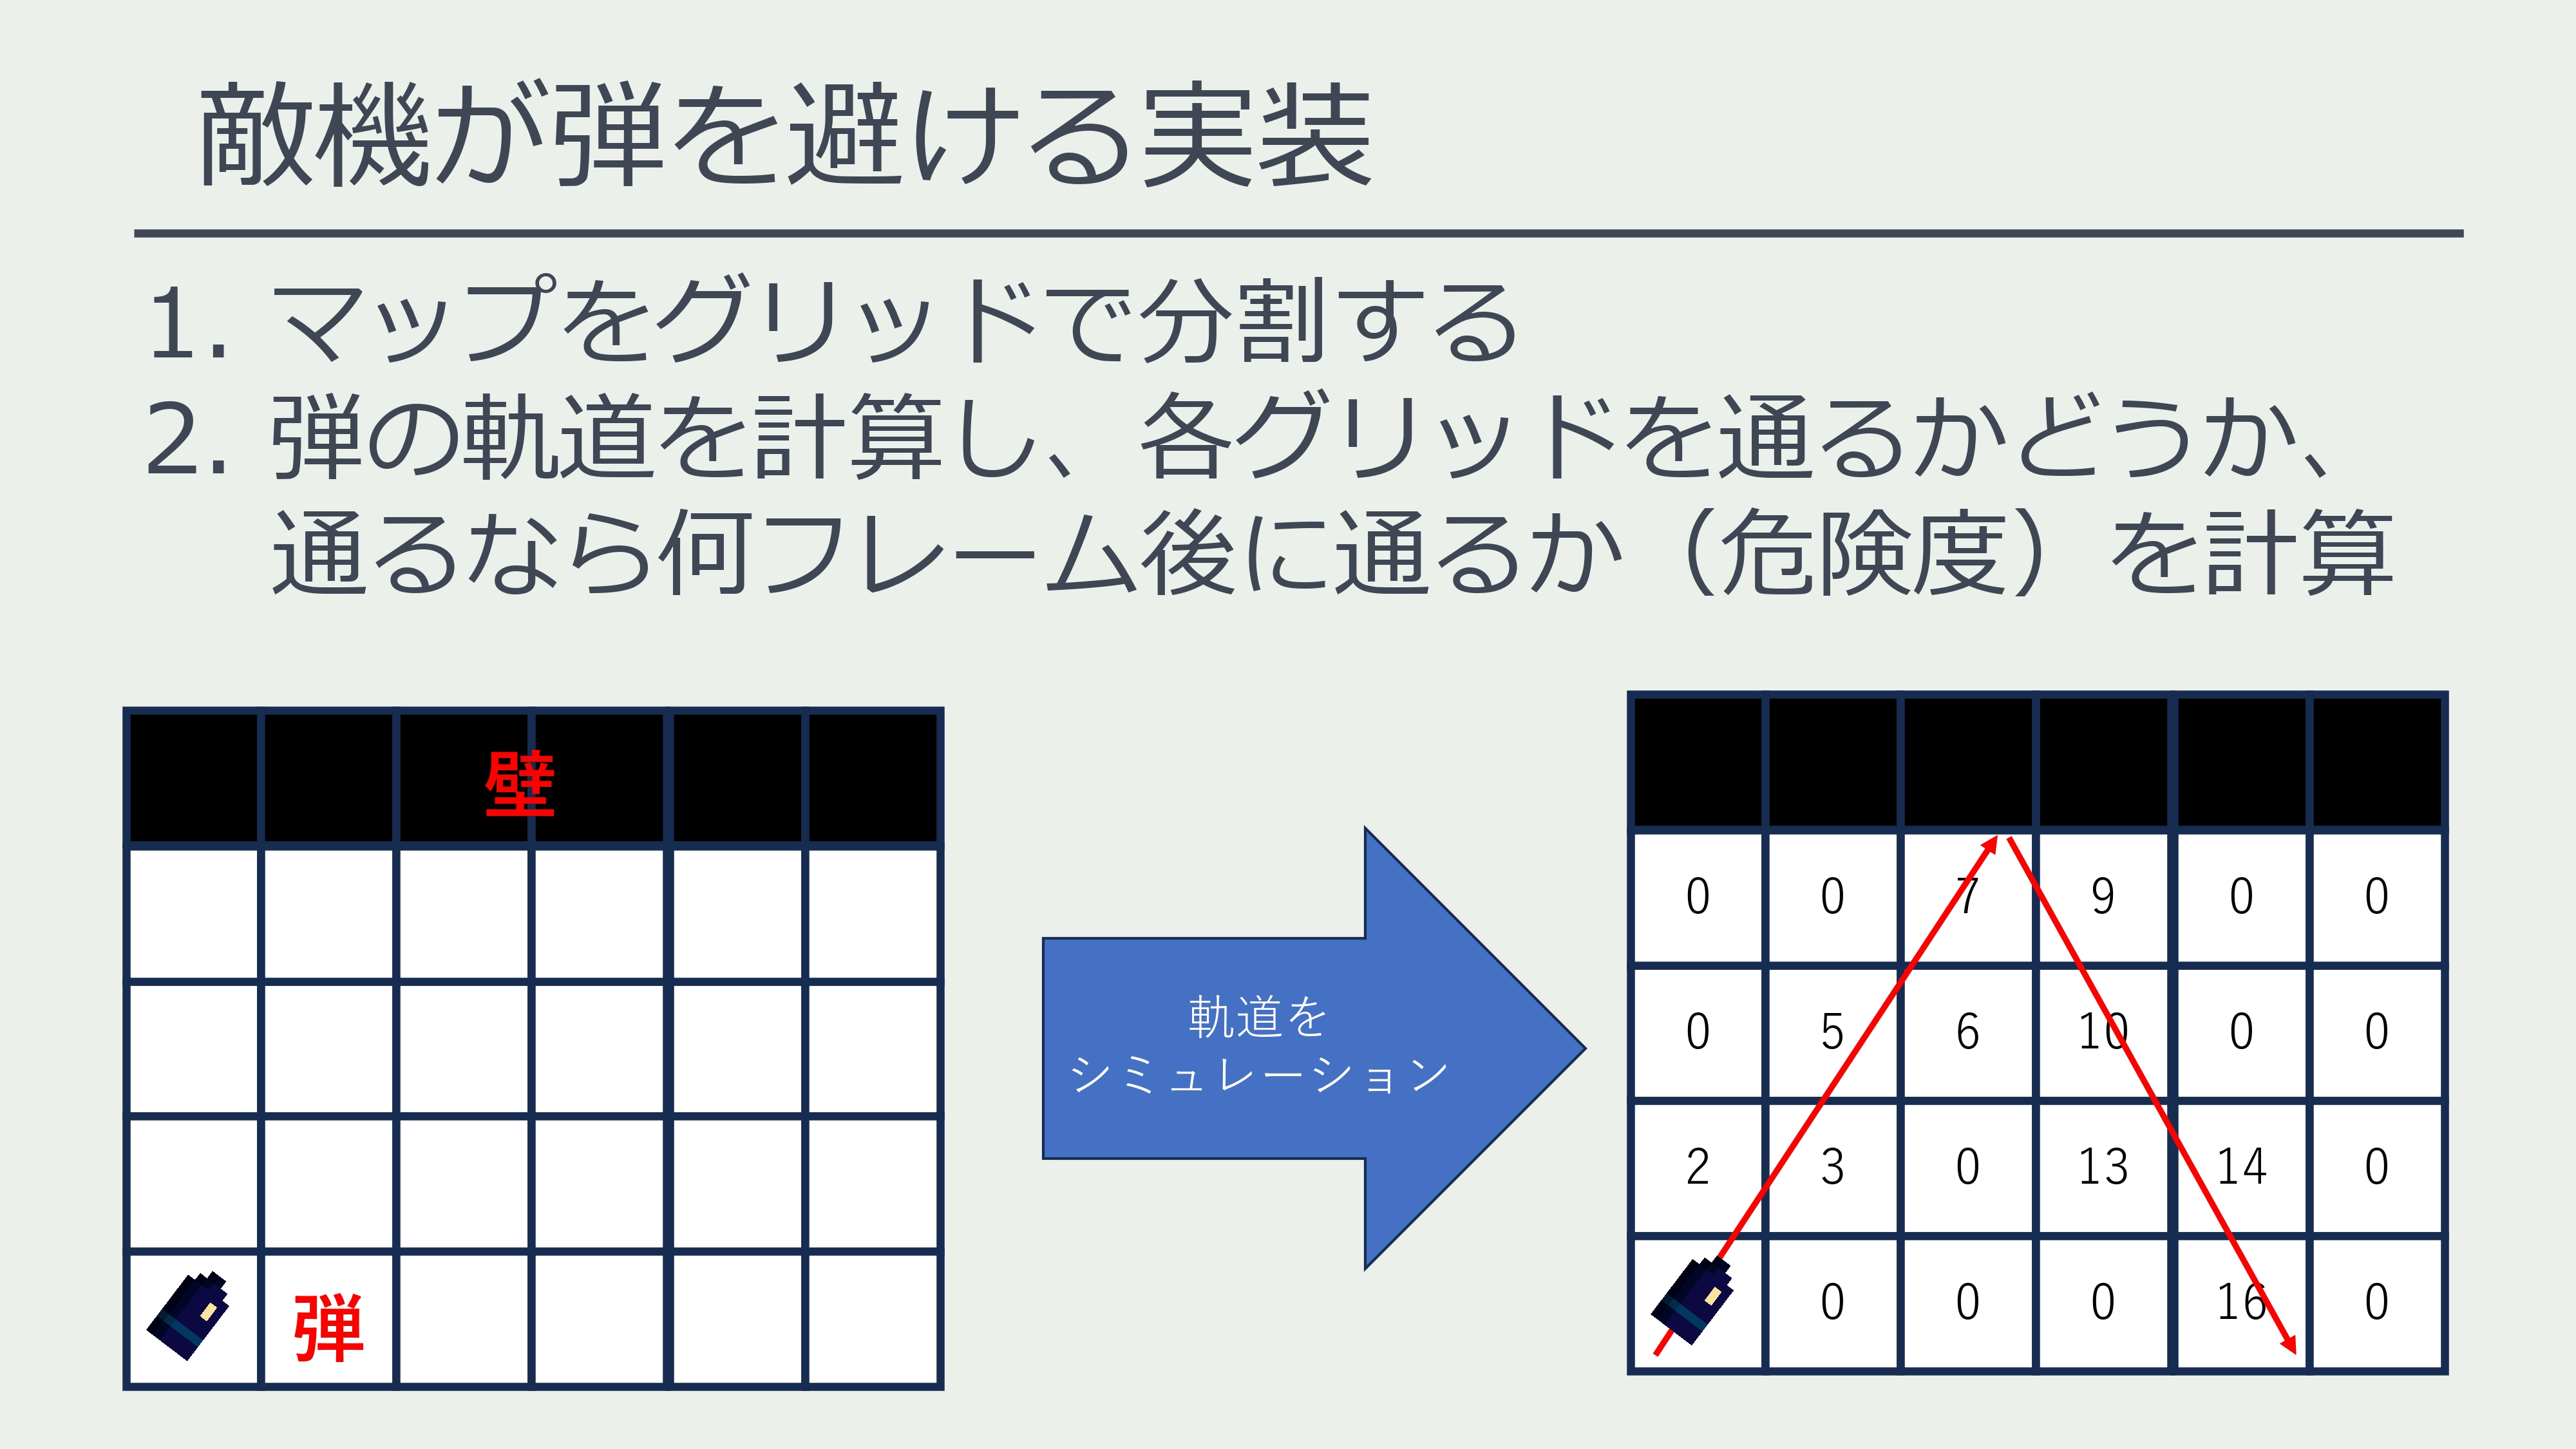 敵機が弾を避ける実装
1. マップをグリッドで分割する
2. 弾の軌道を計算し、各グリッドを通るかどうか、
通るなら何フレーム後に通るか（危険度）を計算
壁
弾
軌道を
シミュレーション
0 0 7 9 0 0
0 5 6 10 0 0
2 3 0 13 14 0
0 0 0 16 0